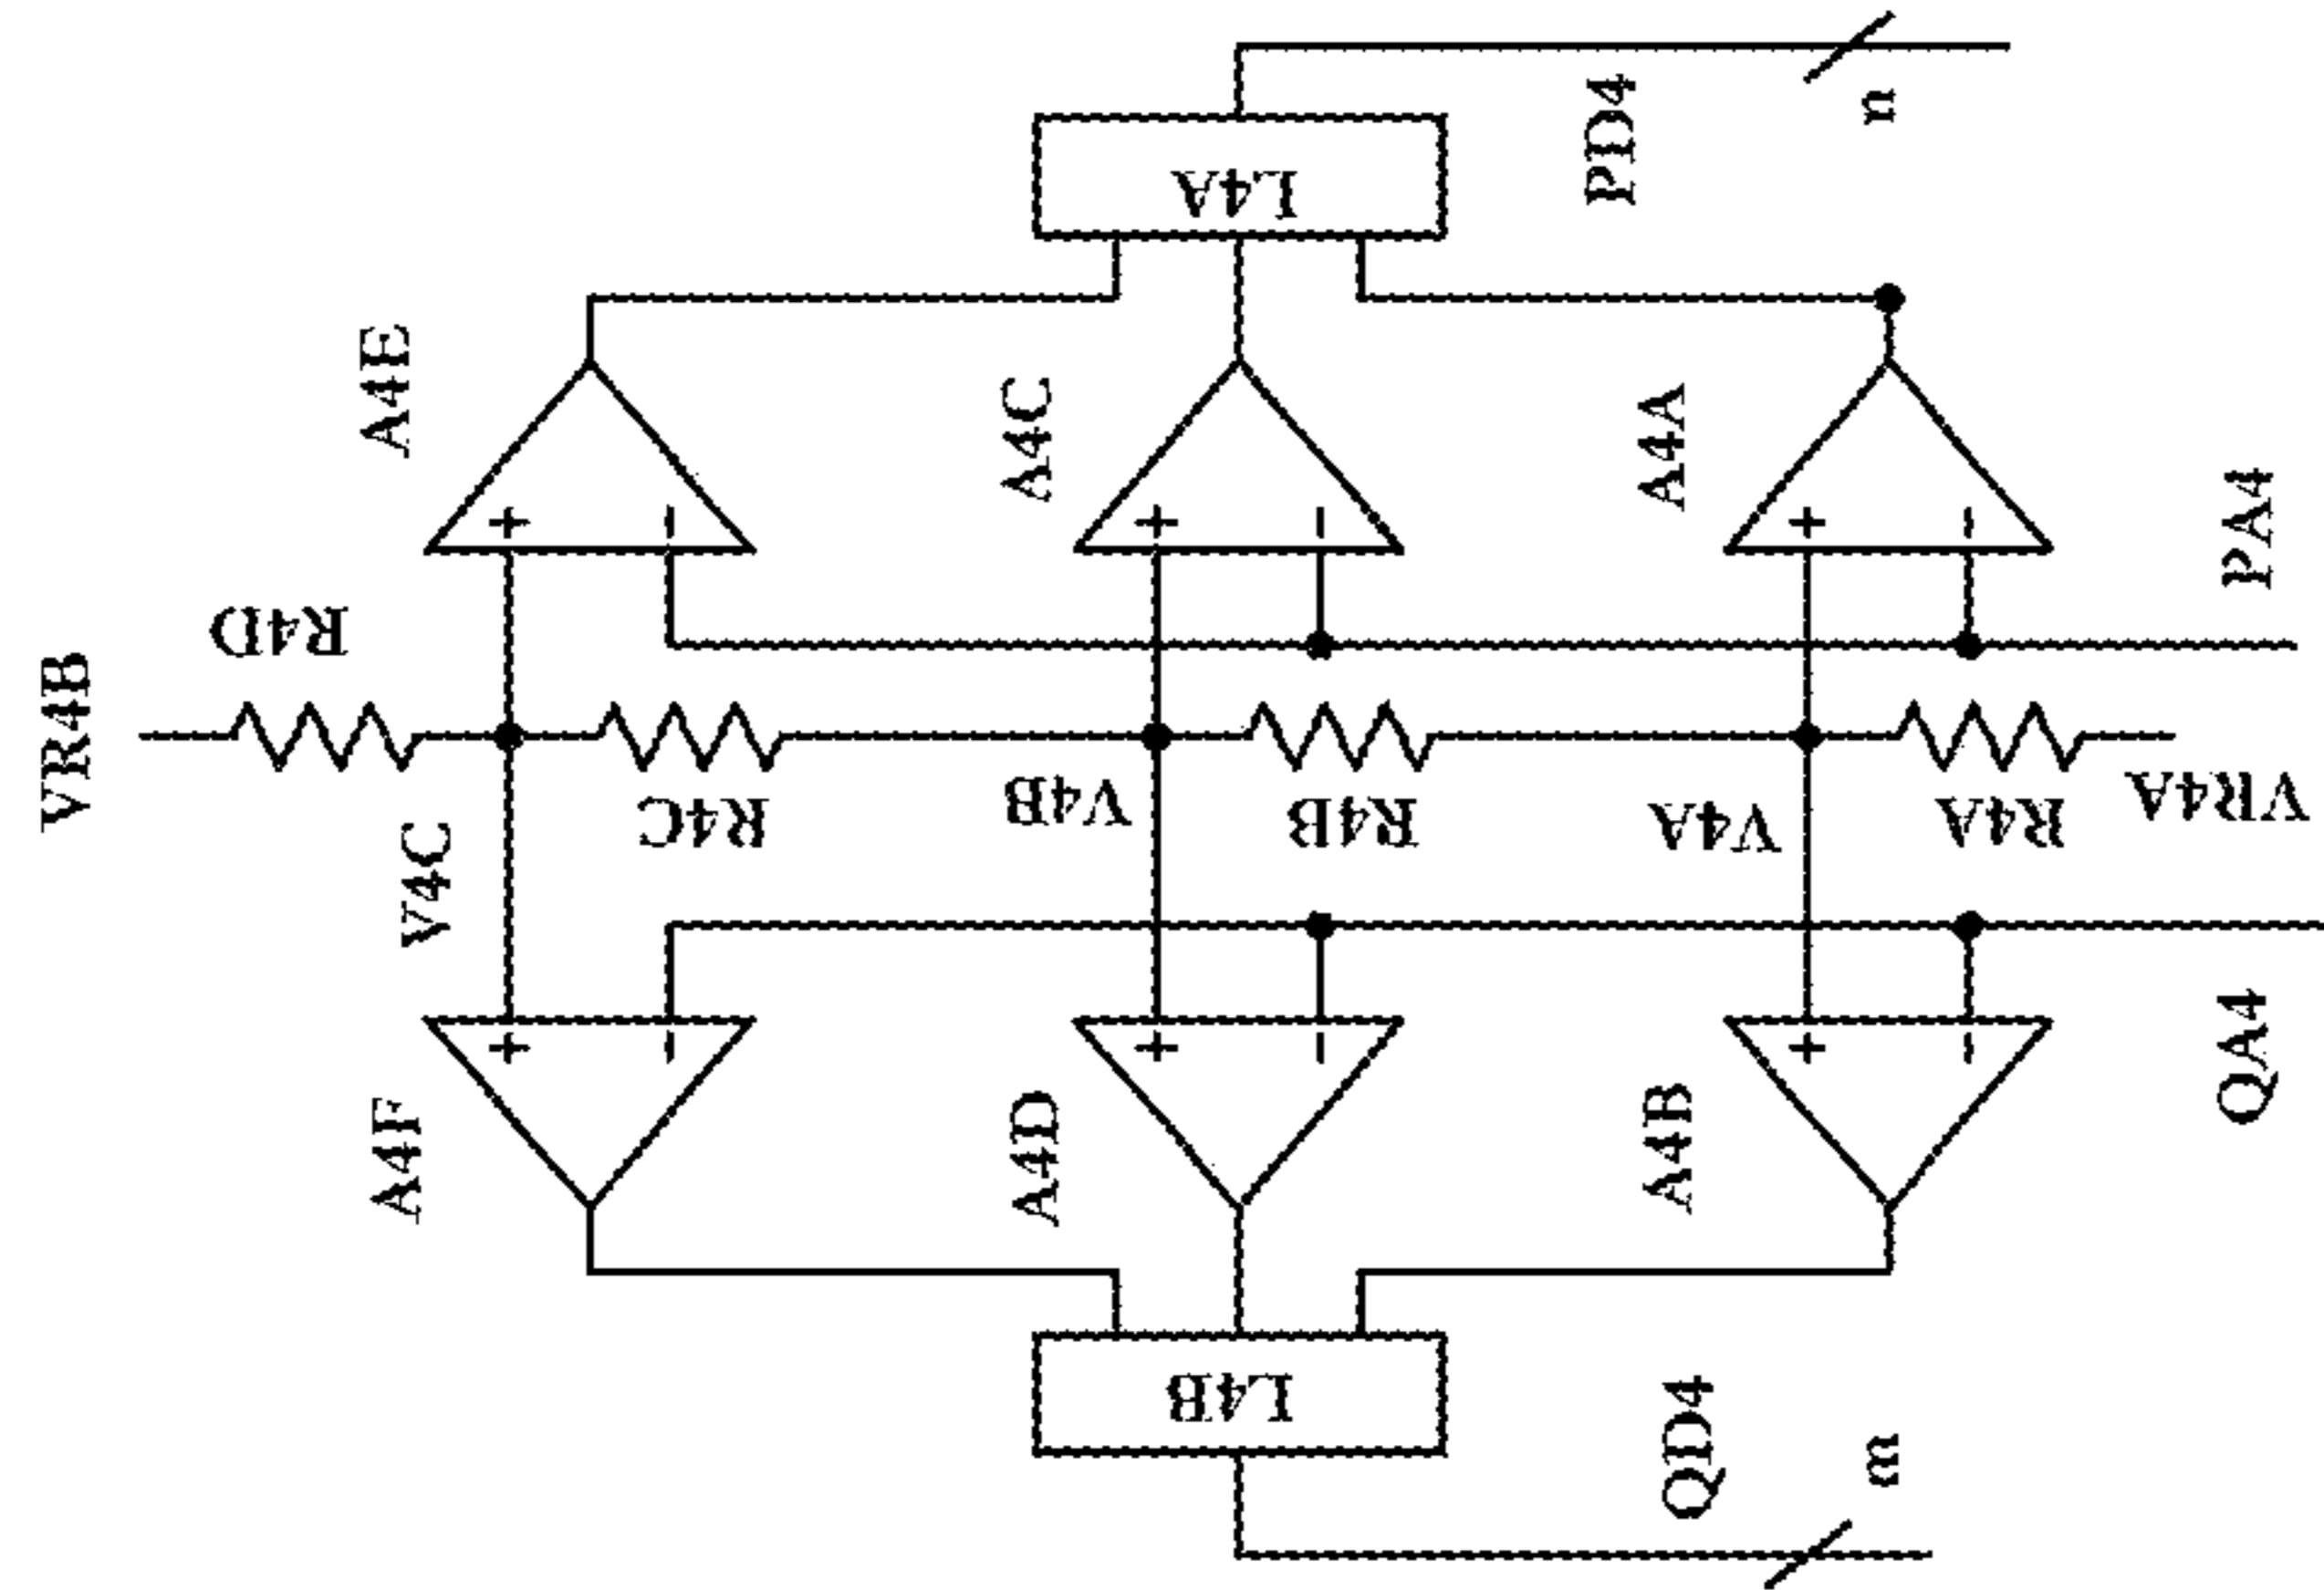 VR4B
R4D
V4C
A4E
A4F
R4C
V4B
A4C
A4D
L4A
L4B
R4B
V4A
A4A
A4B
R4A
VR4A
PA4
QA4
PD4
n
QD4
m
+
−
+
−
+
−
+
−
+
−
+
−